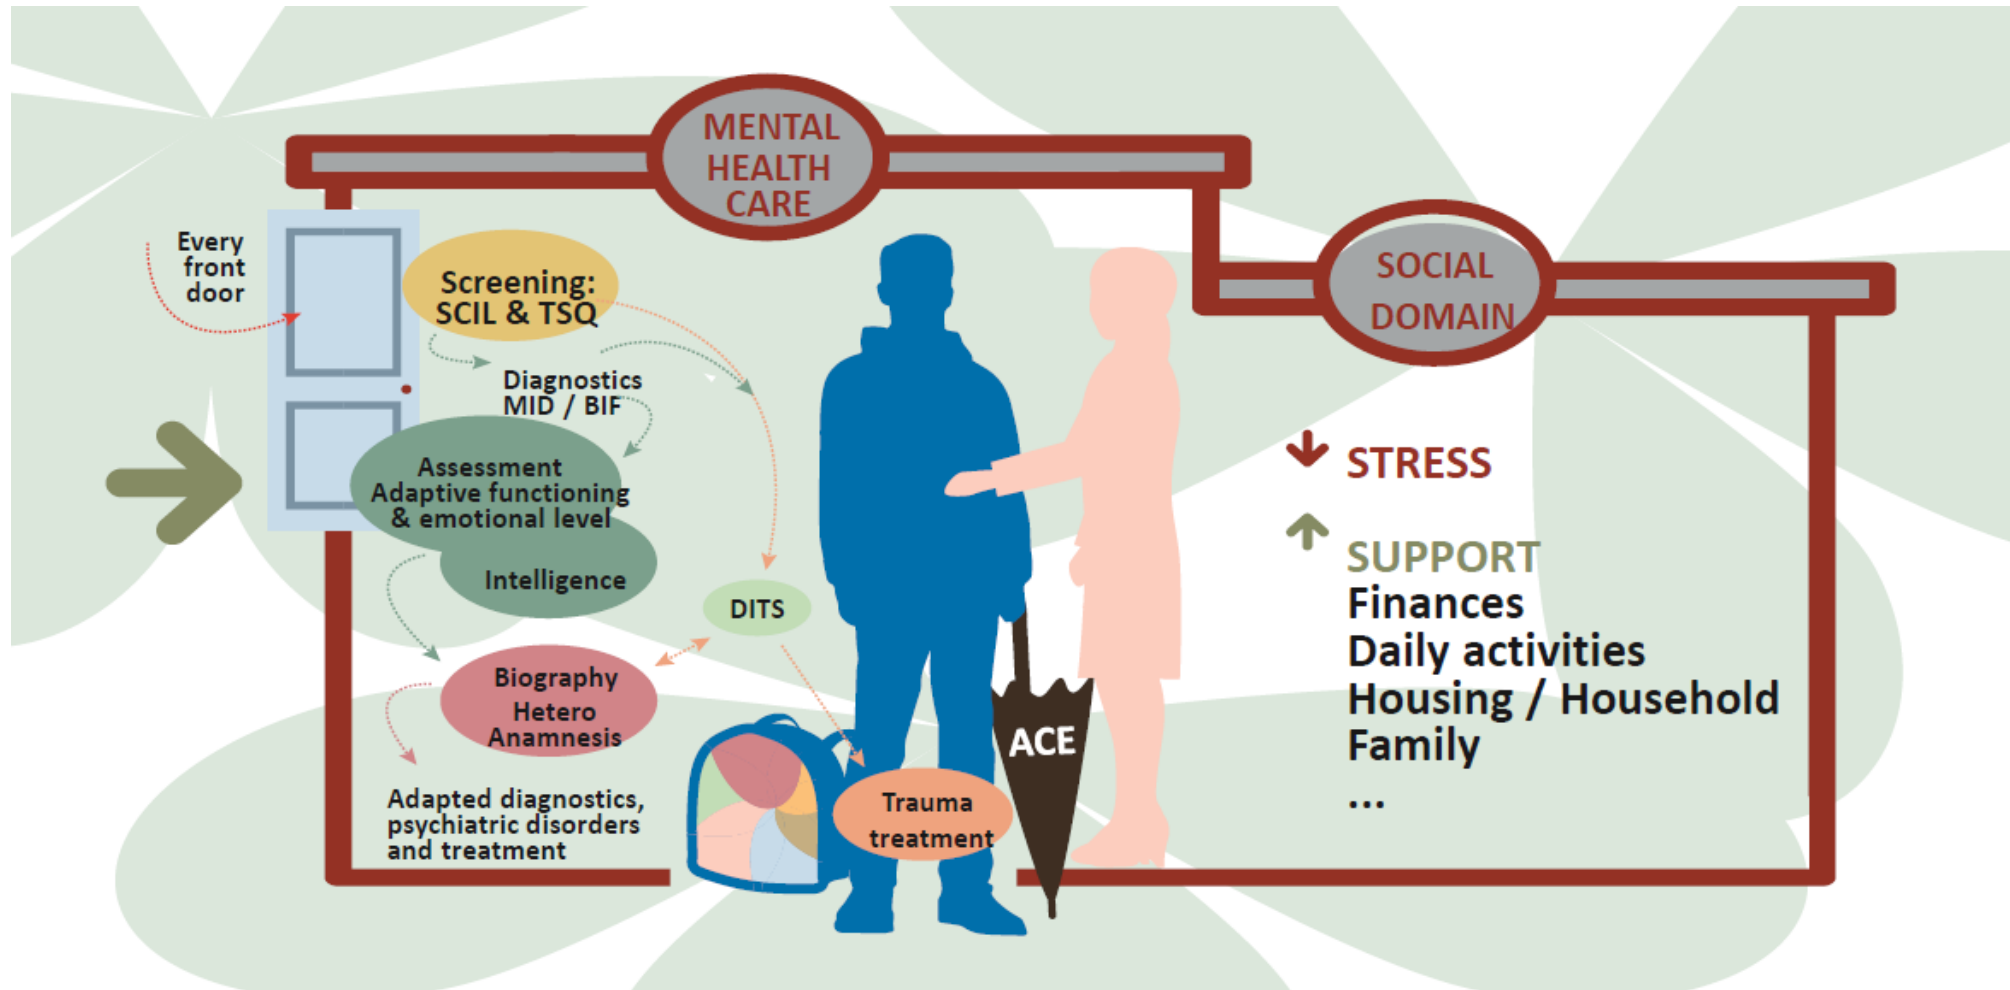 MENTAL
HEALTH
CARE
SOCIAL
DOMAIN
Every
front
door
Screening:
SCIL & TSQ
Diagnostics
MID / BIF
Assessment
Adaptive functioning
& emotional level
Intelligence
DITS
Biography
Hetero
Anamnesis
Adapted diagnostics,
psychiatric disorders
and treatment
Trauma
treatment
ACE
STRESS
SUPPORT
Finances
Daily activities
Housing / Household
Family
...